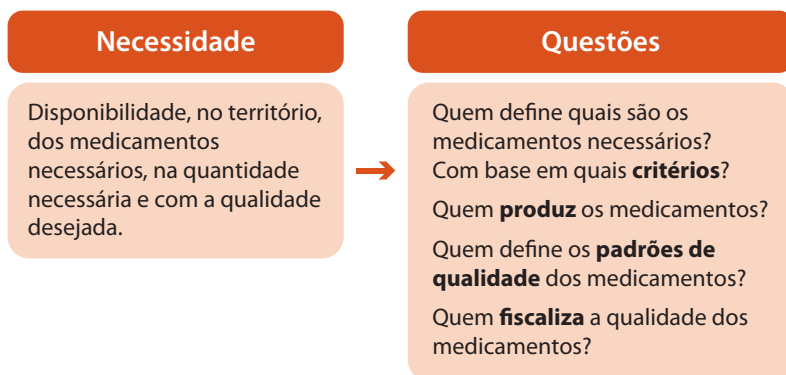 Necessidade
Disponibilidade, no território,
dos medicamentos
necessários, na quantidade
necessária e com a qualidade
desejada.
Questões
Quem define quais são os
medicamentos necessários?
Com base em quais critérios?
Quem produz os medicamentos?
Quem define os padrões de
qualidade dos medicamentos?
Quem fiscaliza a qualidade dos
medicamentos?